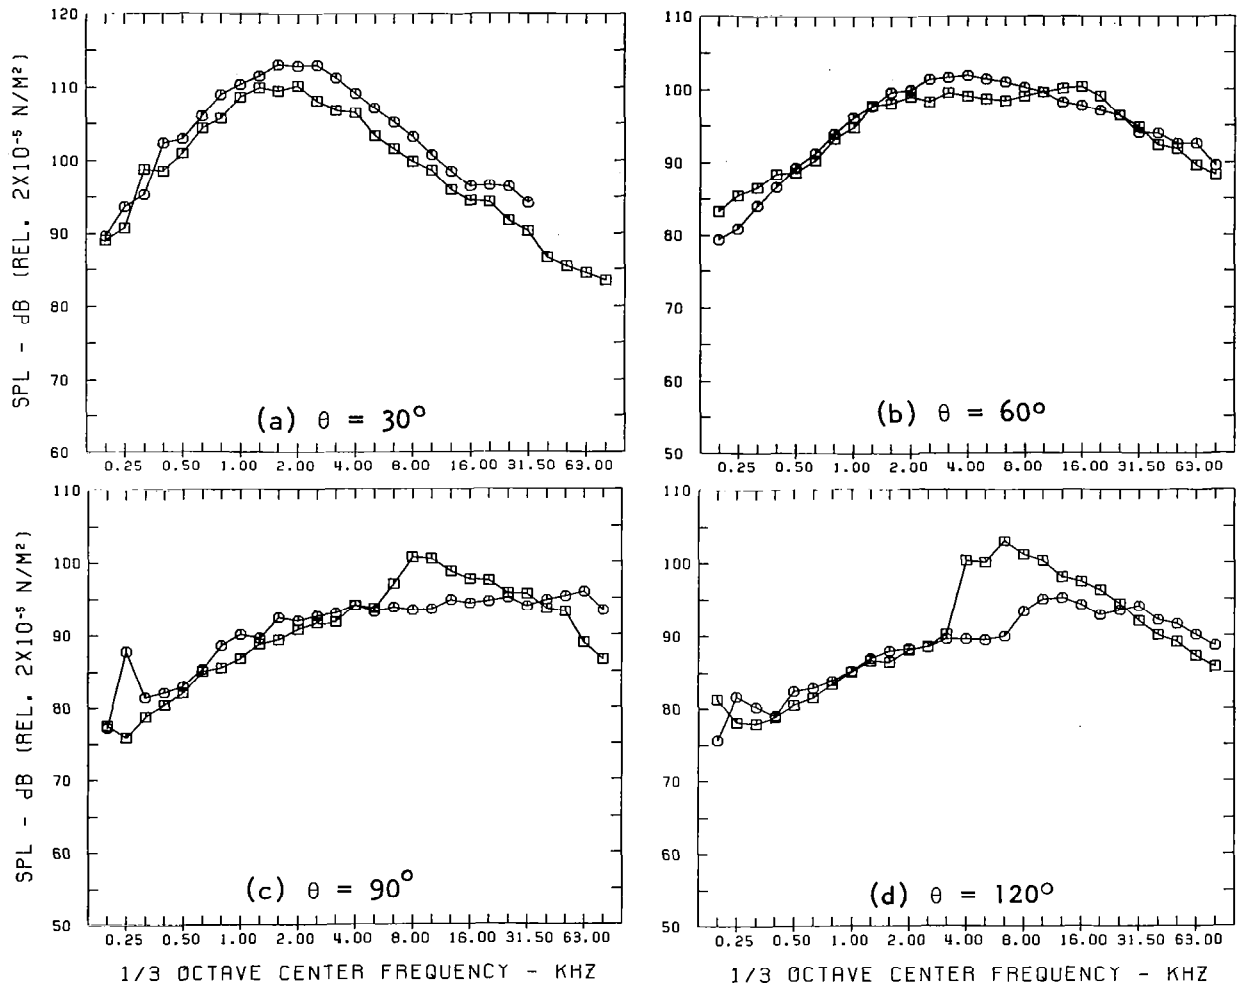 120
110
100
90
80
70
60
SPL - dB (REL. 2X10⁻⁵ N/M²)
(a) θ = 30°
0.25 0.50 1.00 2.00 4.00 8.00 16.00 31.50 63.00
110
100
90
80
70
60
50
(b) θ = 60°
0.25 0.50 1.00 2.00 4.00 8.00 16.00 31.50 63.00
110
100
90
80
70
60
50
SPL - dB (REL. 2X10⁻⁵ N/M²)
(c) θ = 90°
0.25 0.50 1.00 2.00 4.00 8.00 16.00 31.50 63.00
1/3 OCTAVE CENTER FREQUENCY - KHZ
110
100
90
80
70
60
50
(d) θ = 120°
0.25 0.50 1.00 2.00 4.00 8.00 16.00 31.50 63.00
1/3 OCTAVE CENTER FREQUENCY - KHZ